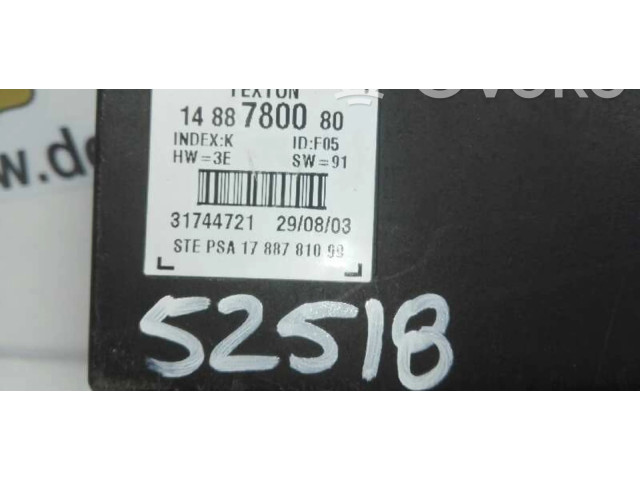 TEXTON
14 88 7800 80
INDEX:K ID:F05
HW=3E SW=91
31744721 29/08/03
STE PSA 17 887 810 99
52518
w.de